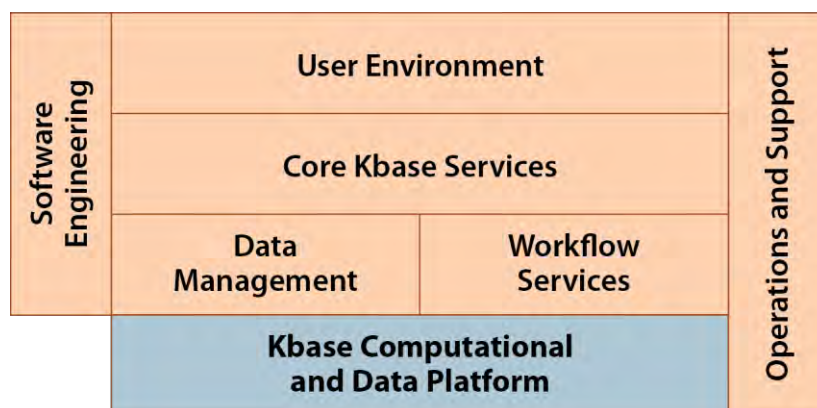 Software
Engineering
User Environment
Core Kbase Services
Data
Management
Workflow
Services
Kbase Computational
and Data Platform
Operations and Support